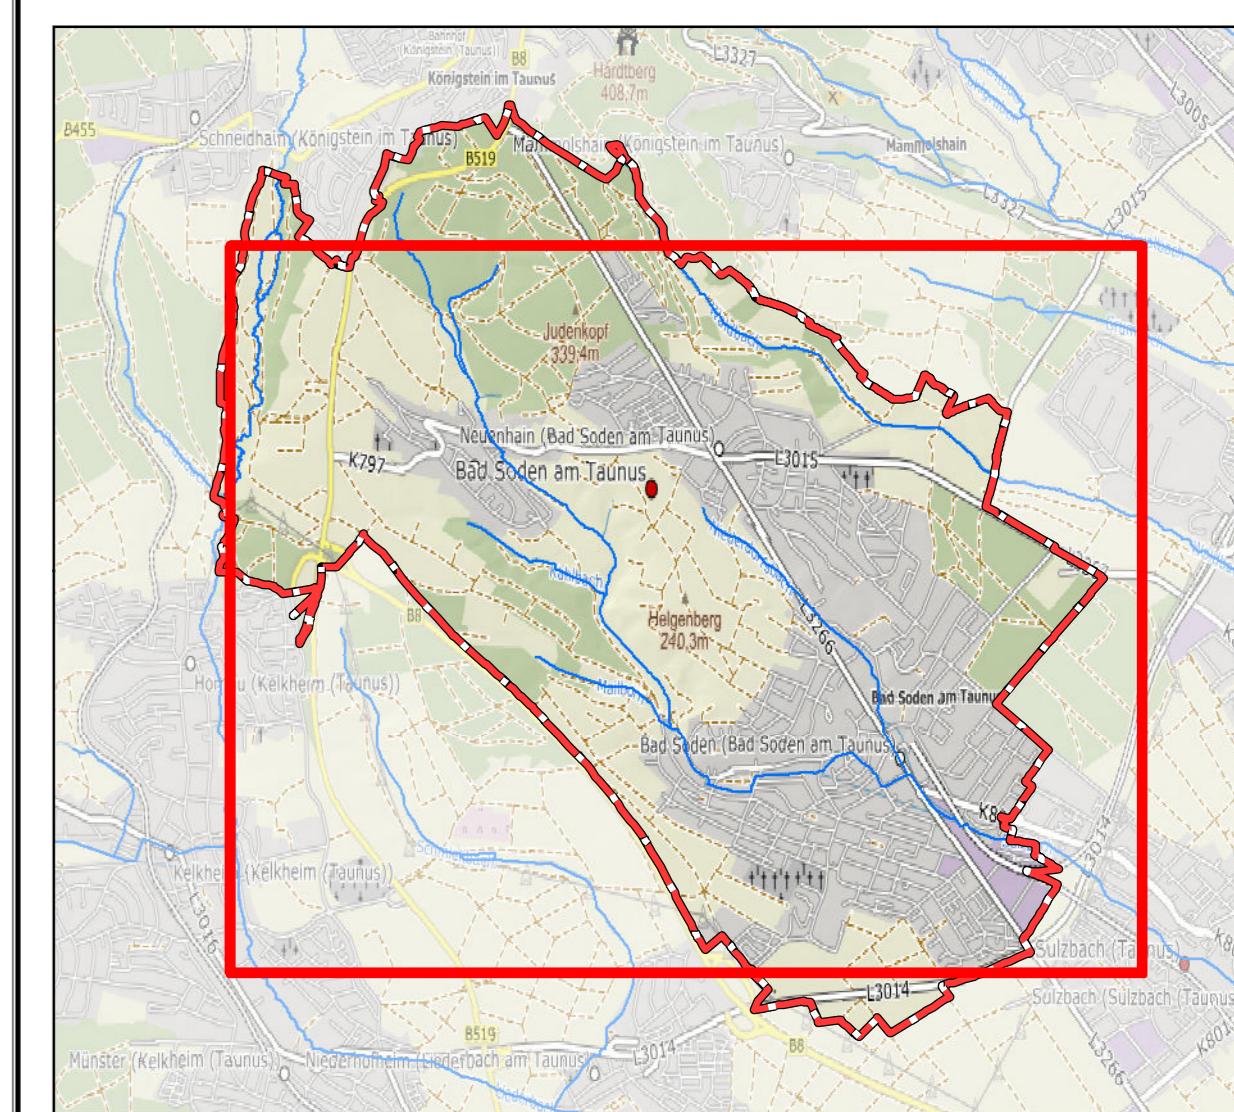 Bahnhof
(Königstein (Taunus))
B8
Königstein im Taunus
Hardtberg
408,7m
L3327
L3005
B455
Schneidhain (Königstein im Taunus)
B519
Mammolshain (Königstein im Taunus)
Mammolshain
L3327
L3015
Judenkopf
339,4m
Neuenhain (Bad Soden am Taunus)
K797
L3015
Bad Soden am Taunus
Kahlbach
B8
Helgenberg
240,3m
L3266
Hornau (Kelkheim (Taunus))
Bad Soden am Taunus
Bad Soden (Bad Soden am Taunus)
Kelkheim (Kelkheim (Taunus))
L3016
L3014
Sulzbach (Taunus)
Sulzbach (Sulzbach (Taunus
L3014
B519
L3014
B8
L3266
K801
Münster (Kelkheim (Taunus))
Niederhofheim (Liederbach am Taunus)